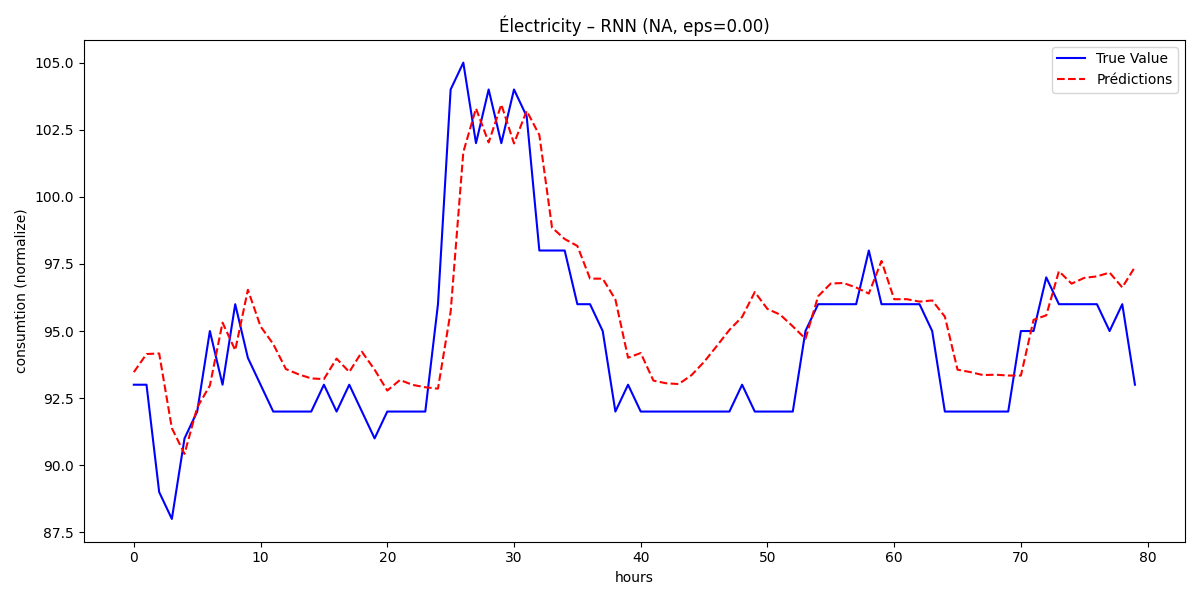 Électricity – RNN (NA, eps=0.00)
True Value
Prédictions
consumtion (normalize)
105.0
102.5
100.0
97.5
95.0
92.5
90.0
87.5
0 10 20 30 40 50 60 70 80
hours